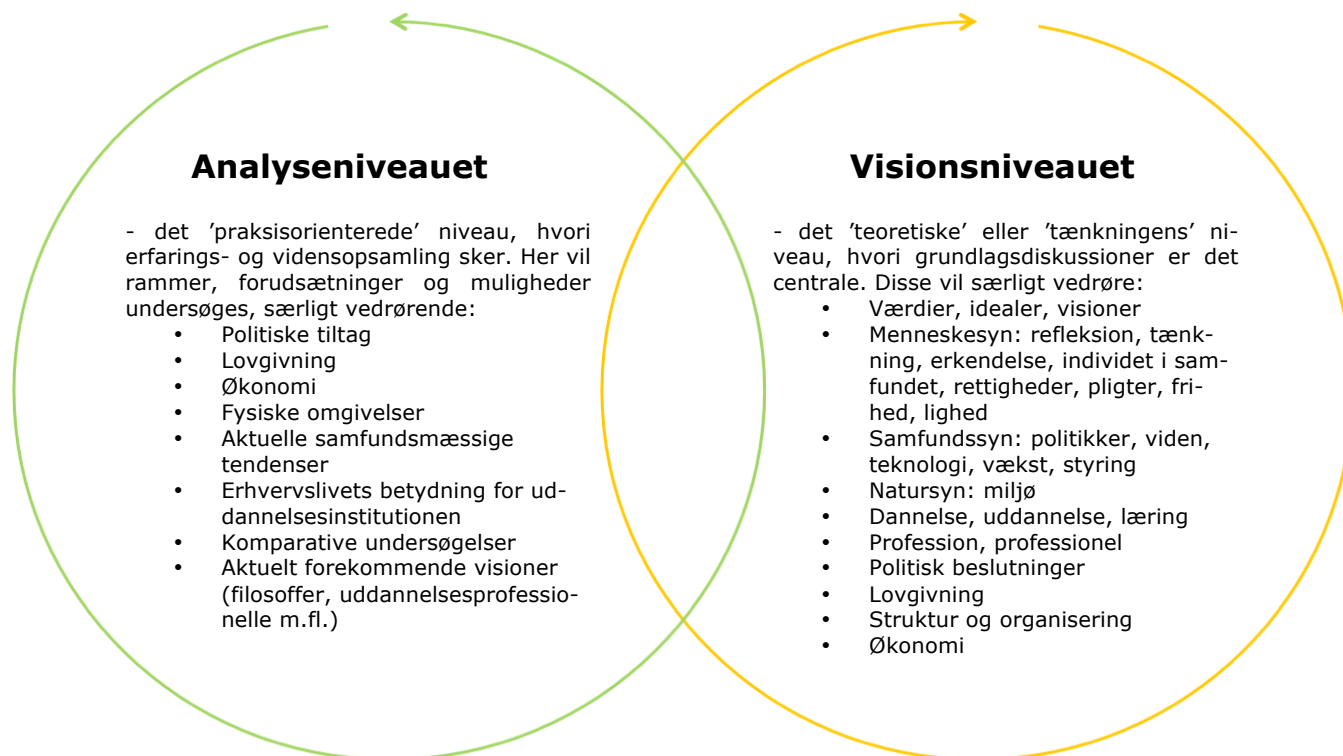 Analyseniveauet
- det ’praksisorienterede’ niveau, hvori
erfarings- og vidensopsamling sker. Her vil
rammer, forudsætninger og muligheder
undersøges, særligt vedrørende:
• Politiske tiltag
• Lovgivning
• Økonomi
• Fysiske omgivelser
• Aktuelle samfundsmæssige
tendenser
• Erhvervslivets betydning for ud-
dannelsesinstitutionen
• Komparative undersøgelser
• Aktuelt forekommende visioner
(filosoffer, uddannelsesprofessio-
nelle m.fl.)
Visionsniveauet
- det ’teoretiske’ eller ’tænkningens’ ni-
veau, hvori grundlagsdiskussioner er det
centrale. Disse vil særligt vedrøre:
• Værdier, idealer, visioner
• Menneskesyn: refleksion, tænk-
ning, erkendelse, individet i sam-
fundet, rettigheder, pligter, fri-
hed, lighed
• Samfundssyn: politikker, viden,
teknologi, vækst, styring
• Natursyn: miljø
• Dannelse, uddannelse, læring
• Profession, professionel
• Politisk beslutninger
• Lovgivning
• Struktur og organisering
• Økonomi